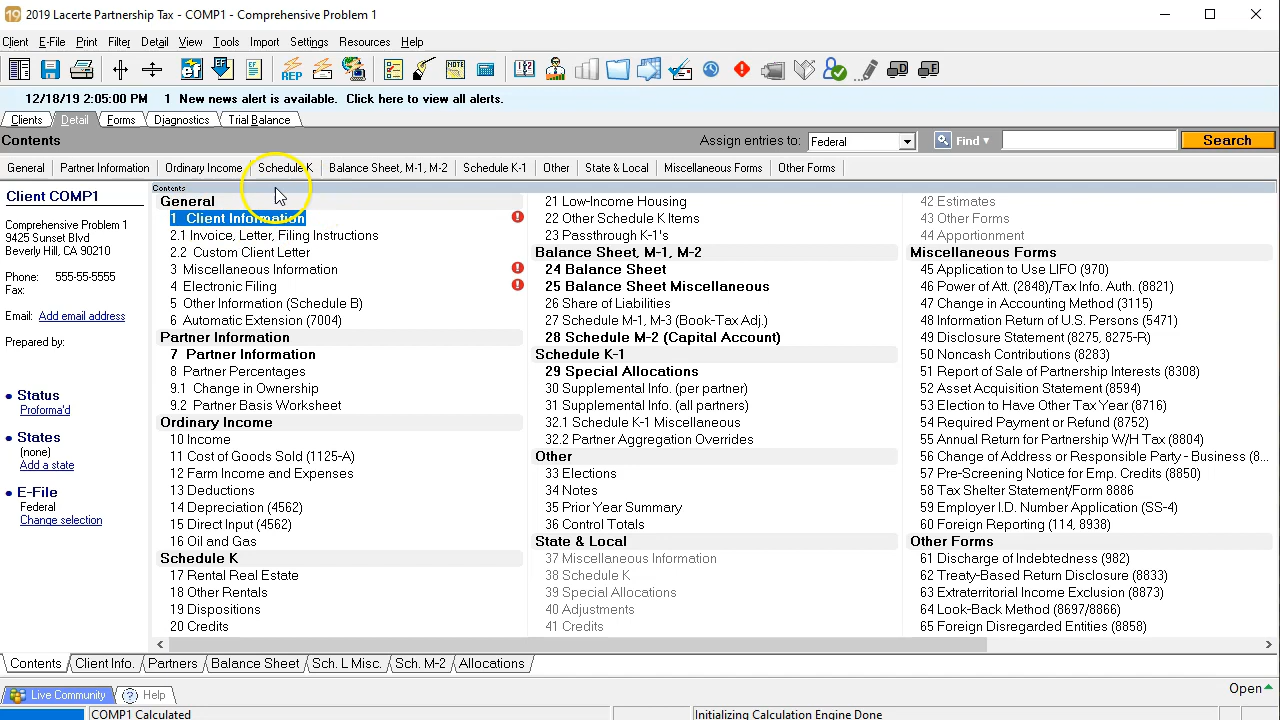 19 2019 Lacerte Partnership Tax - COMP1 - Comprehensive Problem 1
Client E-File Print Filter Detail View Tools Import Settings Resources Help
REP
12/18/19 2:05:00 PM 1 New news alert is available. Click here to view all alerts.
Clients Detail Forms Diagnostics Trial Balance
Contents Assign entries to: Federal Find Search
General Partner Information Ordinary Income Schedule K Balance Sheet, M-1, M-2 Schedule K-1 Other State & Local Miscellaneous Forms Other Forms
Client COMP1
Comprehensive Problem 1
9425 Sunset Blvd
Beverly Hill, CA 90210
Phone: 555-55-5555
Fax:
Email: Add email address
Prepared by:
• Status
Proforma'd
• States
(none)
Add a state
• E-File
Federal
Change selection
Contents
General
1 Client Information
2.1 Invoice, Letter, Filing Instructions
2.2 Custom Client Letter
3 Miscellaneous Information
4 Electronic Filing
5 Other Information (Schedule B)
6 Automatic Extension (7004)
Partner Information
7 Partner Information
8 Partner Percentages
9.1 Change in Ownership
9.2 Partner Basis Worksheet
Ordinary Income
10 Income
11 Cost of Goods Sold (1125-A)
12 Farm Income and Expenses
13 Deductions
14 Depreciation (4562)
15 Direct Input (4562)
16 Oil and Gas
Schedule K
17 Rental Real Estate
18 Other Rentals
19 Dispositions
20 Credits
21 Low-Income Housing
22 Other Schedule K Items
23 Passthrough K-1's
Balance Sheet, M-1, M-2
24 Balance Sheet
25 Balance Sheet Miscellaneous
26 Share of Liabilities
27 Schedule M-1, M-3 (Book-Tax Adj.)
28 Schedule M-2 (Capital Account)
Schedule K-1
29 Special Allocations
30 Supplemental Info. (per partner)
31 Supplemental Info. (all partners)
32.1 Schedule K-1 Miscellaneous
32.2 Partner Aggregation Overrides
Other
33 Elections
34 Notes
35 Prior Year Summary
36 Control Totals
State & Local
37 Miscellaneous Information
38 Schedule K
39 Special Allocations
40 Adjustments
41 Credits
42 Estimates
43 Other Forms
44 Apportionment
Miscellaneous Forms
45 Application to Use LIFO (970)
46 Power of Att. (2848)/Tax Info. Auth. (8821)
47 Change in Accounting Method (3115)
48 Information Return of U.S. Persons (5471)
49 Disclosure Statement (8275, 8275-R)
50 Noncash Contributions (8283)
51 Report of Sale of Partnership Interests (8308)
52 Asset Acquisition Statement (8594)
53 Election to Have Other Tax Year (8716)
54 Required Payment or Refund (8752)
55 Annual Return for Partnership W/H Tax (8804)
56 Change of Address or Responsible Party - Business (8...
57 Pre-Screening Notice for Emp. Credits (8850)
58 Tax Shelter Statement/Form 8886
59 Employer I.D. Number Application (SS-4)
60 Foreign Reporting (114, 8938)
Other Forms
61 Discharge of Indebtedness (982)
62 Treaty-Based Return Disclosure (8833)
63 Extraterritorial Income Exclusion (8873)
64 Look-Back Method (8697/8866)
65 Foreign Disregarded Entities (8858)
Contents Client Info. Partners Balance Sheet Sch. L Misc. Sch. M-2 Allocations
Live Community Help Open
COMP1 Calculated Initializing Calculation Engine Done